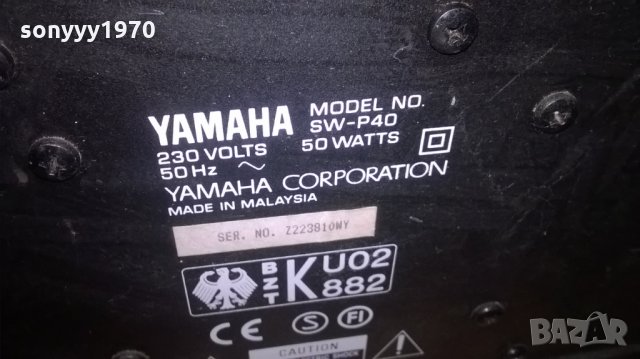 sonyyy1970
YAMAHA MODEL NO. SW-P40
230 VOLTS 50 WATTS
50 Hz
YAMAHA CORPORATION
MADE IN MALAYSIA
SER. NO. Z223810WY
BZT K U02 882
CE S FI
CAUTION
BAZAR